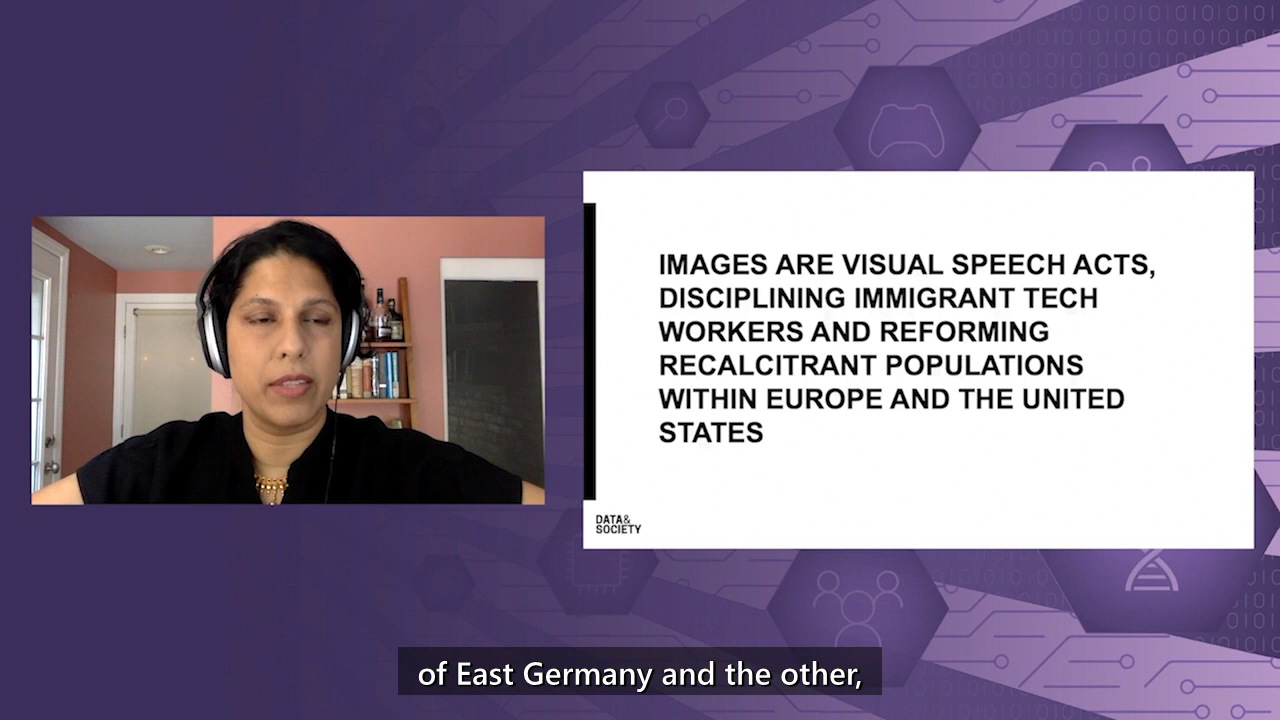 IMAGES ARE VISUAL SPEECH ACTS,
DISCIPLINING IMMIGRANT TECH
WORKERS AND REFORMING
RECALCITRANT POPULATIONS
WITHIN EUROPE AND THE UNITED
STATES
DATA&
SOCIETY
of East Germany and the other,